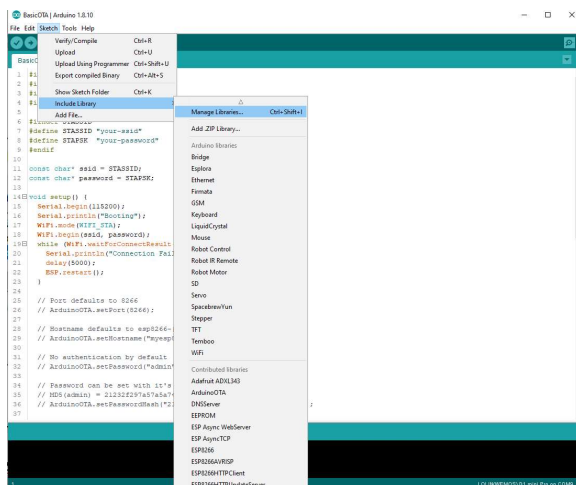 BasicOTA | Arduino 1.8.10
File Edit Sketch Tools Help
Verify/Compile Ctrl+R
Upload Ctrl+U
Upload Using Programmer Ctrl+Shift+U
Export compiled Binary Ctrl+Alt+S
Show Sketch Folder Ctrl+K
Include Library
Add File...
Manage Libraries... Ctrl+Shift+I
Add .ZIP Library...
Arduino libraries
Bridge
Esplora
Ethernet
Firmata
GSM
Keyboard
LiquidCrystal
Mouse
Robot Control
Robot IR Remote
Robot Motor
SD
Servo
SpacebrewYun
Stepper
TFT
Temboo
WiFi
Contributed libraries
Adafruit ADXL343
ArduinoOTA
DNSServer
EEPROM
ESP Async WebServer
ESP AsyncTCP
ESP8266
ESP8266AVRISP
ESP8266HTTPClient
ESP8266HTTPUpdateServer
1 #i
2 #i
3 #i
4 #i
5
6 #ifndef STASSID
7 #define STASSID "your-ssid"
8 #define STAPSK "your-password"
9 #endif
10
11 const char* ssid = STASSID;
12 const char* password = STAPSK;
13
14 void setup() {
15 Serial.begin(115200);
16 Serial.println("Booting");
17 WiFi.mode(WIFI_STA);
18 WiFi.begin(ssid, password);
19 while (WiFi.waitForConnectResult
20 Serial.println("Connection Fai
21 delay(5000);
22 ESP.restart();
23 }
24
25 // Port defaults to 8266
26 // ArduinoOTA.setPort(8266);
27
28 // Hostname defaults to esp8266-
29 // ArduinoOTA.setHostname("myesp8
30
31 // No authentication by default
32 // ArduinoOTA.setPassword("admin"
33
34 // Password can be set with it's
35 // MD5(admin) = 21232f297a57a5a7
36 // ArduinoOTA.setPasswordHash("2 ;
37